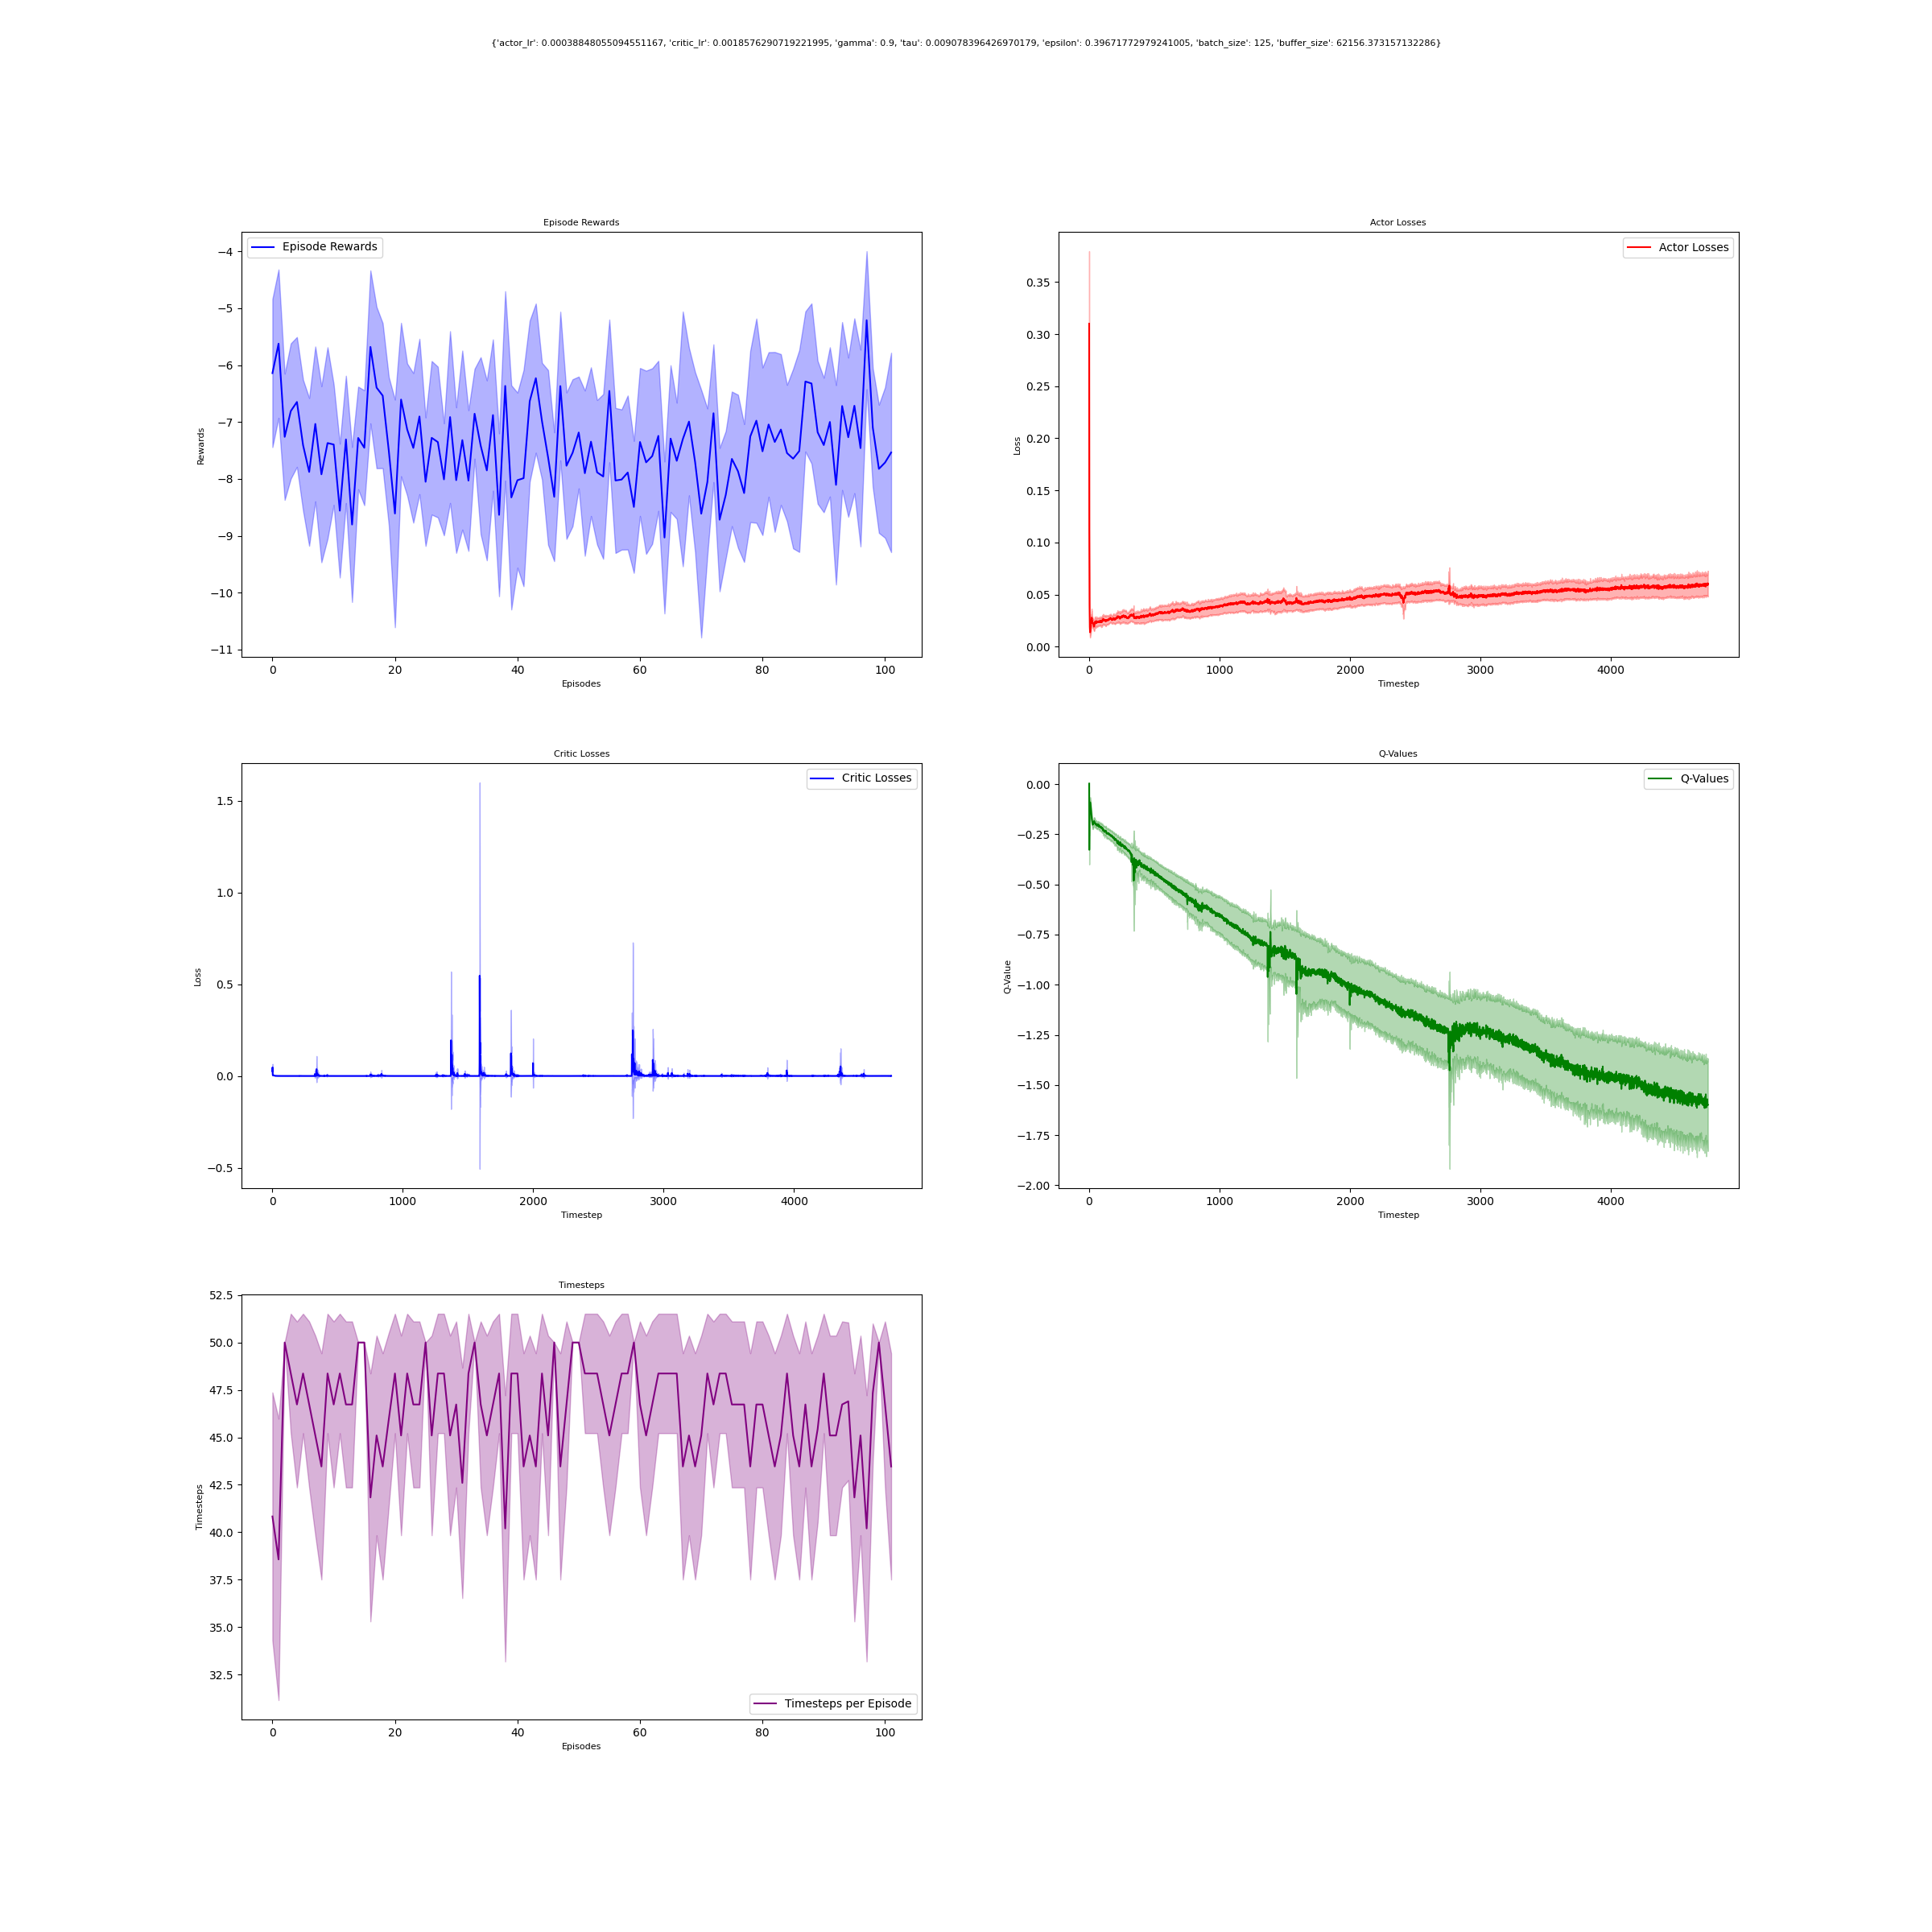 {'actor_lr': 0.00038848055094551167, 'critic_lr': 0.0018576290719221995, 'gamma': 0.9, 'tau': 0.009078396426970179, 'epsilon': 0.39671772979241005, 'batch_size': 125, 'buffer_size': 62156.373157132286}
Episode Rewards
Episode Rewards
−4
−5
−6
−7
−8
−9
−10
−11
Rewards
0 20 40 60 80 100
Episodes
Actor Losses
Actor Losses
0.35
0.30
0.25
0.20
0.15
0.10
0.05
0.00
Loss
0 1000 2000 3000 4000
Timestep
Critic Losses
Critic Losses
1.5
1.0
0.5
0.0
−0.5
Loss
0 1000 2000 3000 4000
Timestep
Q-Values
Q-Values
0.00
−0.25
−0.50
−0.75
−1.00
−1.25
−1.50
−1.75
−2.00
Q-Value
0 1000 2000 3000 4000
Timestep
Timesteps
52.5
50.0
47.5
45.0
42.5
40.0
37.5
35.0
32.5
Timesteps
Timesteps per Episode
0 20 40 60 80 100
Episodes